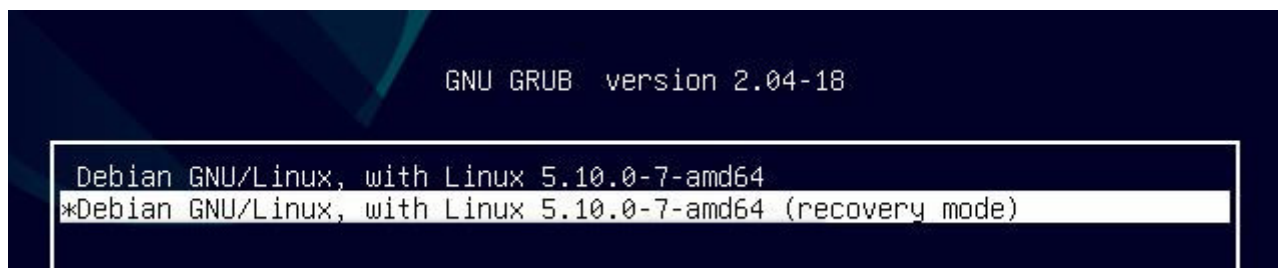 GNU GRUB version 2.04-18
Debian GNU/Linux, with Linux 5.10.0-7-amd64
*Debian GNU/Linux, with Linux 5.10.0-7-amd64 (recovery mode)